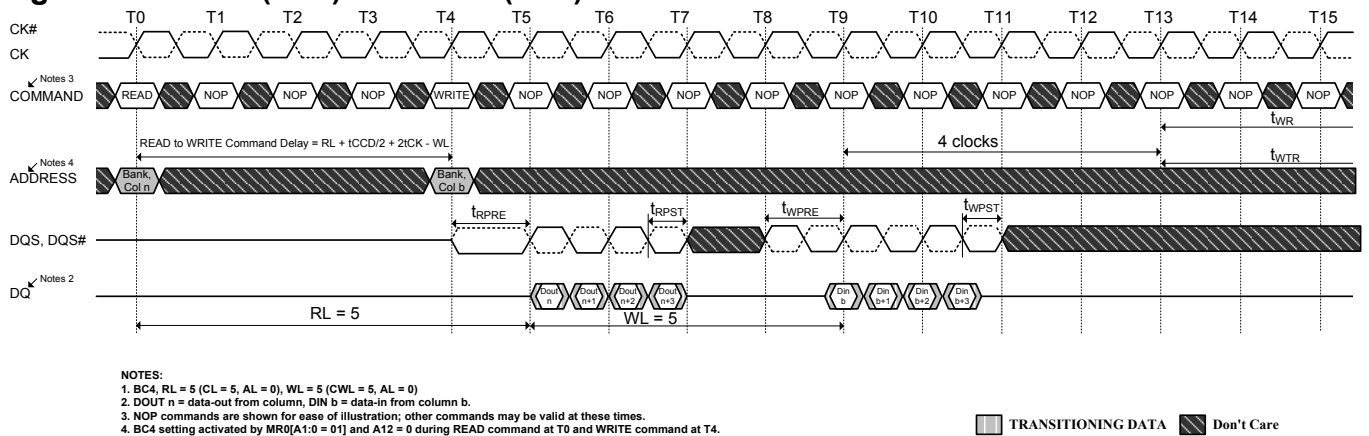 T0 T1 T2 T3 T4 T5 T6 T7 T8 T9 T10 T11 T12 T13 T14 T15
CK#
CK
Notes 3
COMMAND READ NOP NOP NOP WRITE NOP NOP NOP NOP NOP NOP NOP NOP NOP NOP NOP
tWR
READ to WRITE Command Delay = RL + tCCD/2 + 2tCK - WL
4 clocks
tWTR
Notes 4
ADDRESS Bank, Col n Bank, Col b
tRPRE tRPST tWPRE tWPST
DQS, DQS#
Notes 2
DQ Dout n Dout n+1 Dout n+2 Dout n+3 Din b Din b+1 Din b+2 Din b+3
RL = 5 WL = 5
NOTES:
1. BC4, RL = 5 (CL = 5, AL = 0), WL = 5 (CWL = 5, AL = 0)
2. DOUT n = data-out from column, DIN b = data-in from column b.
3. NOP commands are shown for ease of illustration; other commands may be valid at these times.
4. BC4 setting activated by MR0[A1:0 = 01] and A12 = 0 during READ command at T0 and WRITE command at T4.
TRANSITIONING DATA Don't Care